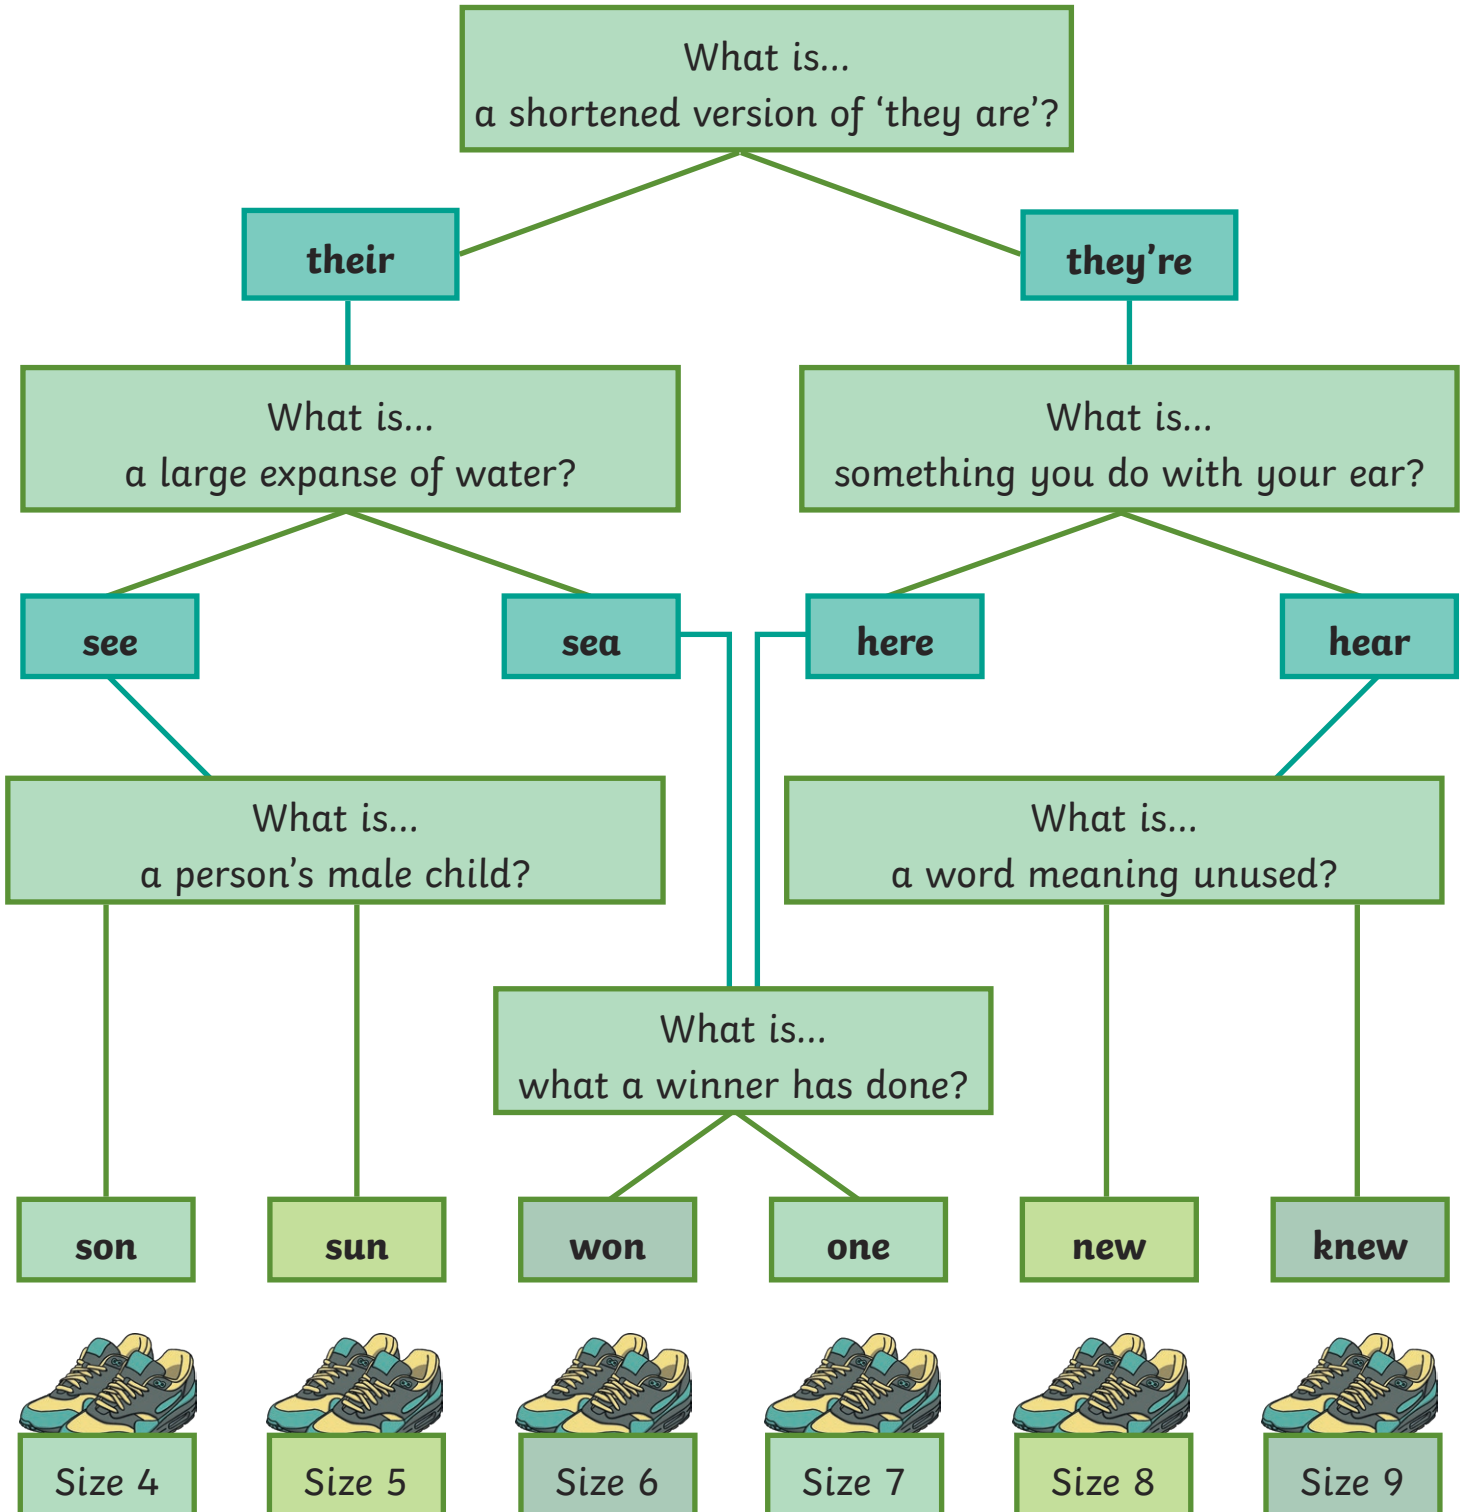 What is...
a shortened version of ‘they are’?
their
they’re
What is...
a large expanse of water?
What is...
something you do with your ear?
see
sea
here
hear
What is...
a person’s male child?
What is...
a word meaning unused?
What is...
what a winner has done?
son
sun
won
one
new
knew
Size 4
Size 5
Size 6
Size 7
Size 8
Size 9